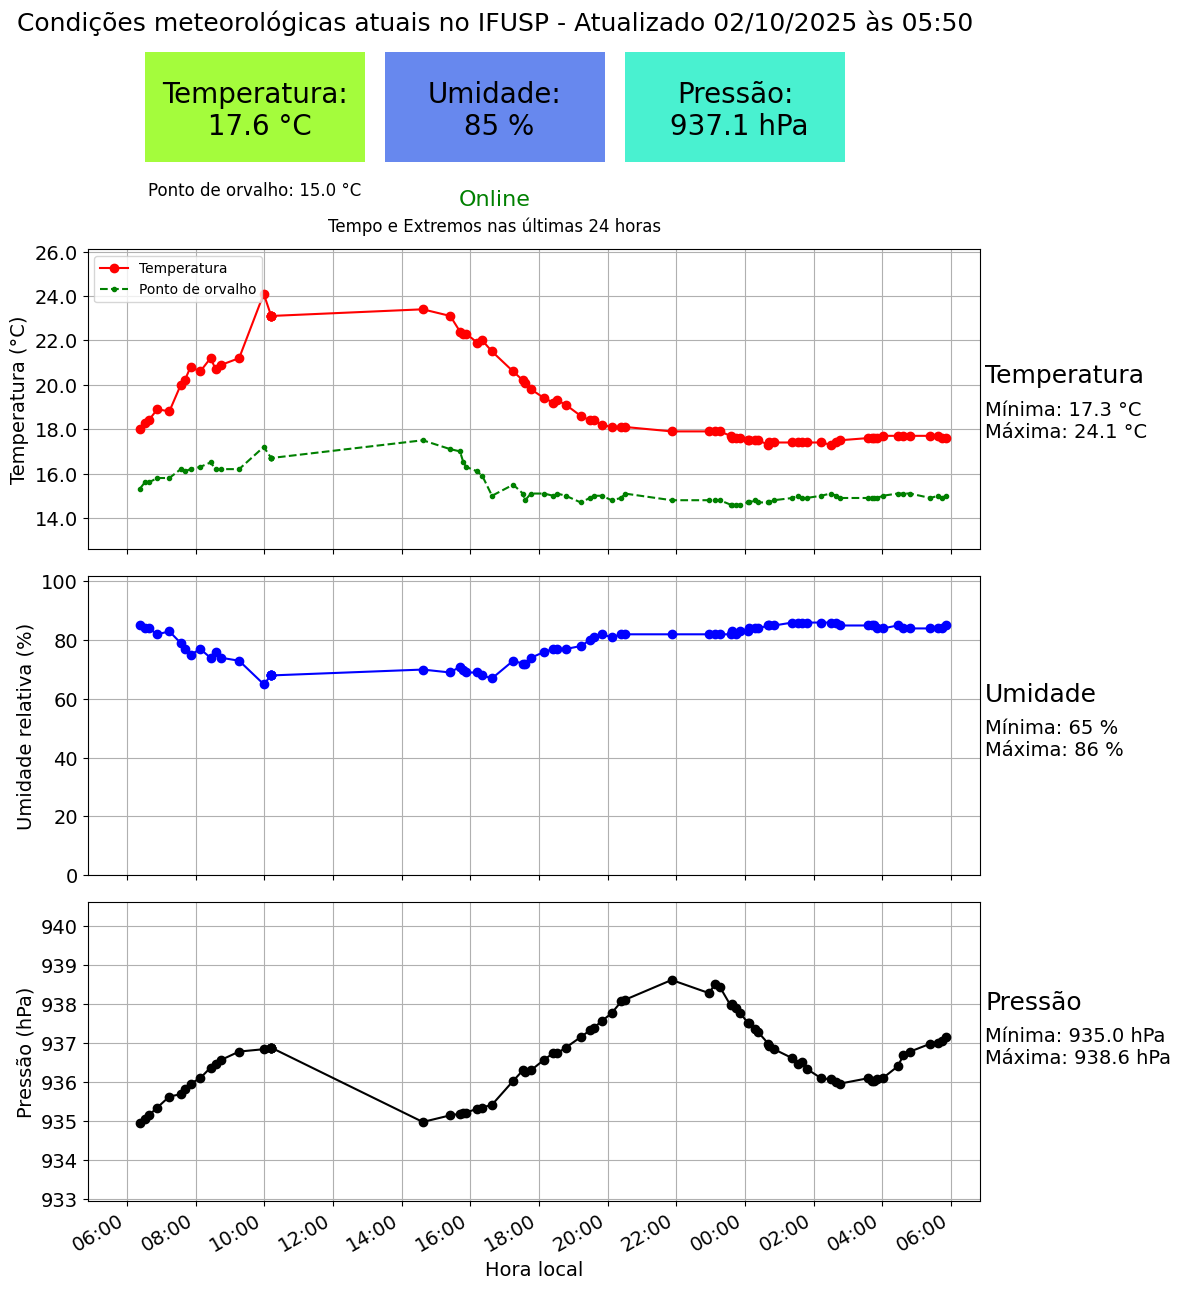 Condições meteorológicas atuais no IFUSP - Atualizado 02/10/2025 às 05:50
Temperatura:
17.6 °C
Umidade:
85 %
Pressão:
937.1 hPa
Ponto de orvalho: 15.0 °C
Online
Tempo e Extremos nas últimas 24 horas
26.0
24.0
22.0
20.0
18.0
16.0
14.0
Temperatura (°C)
Temperatura
Ponto de orvalho
Temperatura
Mínima: 17.3 °C
Máxima: 24.1 °C
100
80
60
40
20
0
Umidade relativa (%)
Umidade
Mínima: 65 %
Máxima: 86 %
940
939
938
937
936
935
934
933
Pressão (hPa)
Pressão
Mínima: 935.0 hPa
Máxima: 938.6 hPa
06:00 08:00 10:00 12:00 14:00 16:00 18:00 20:00 22:00 00:00 02:00 04:00 06:00
Hora local